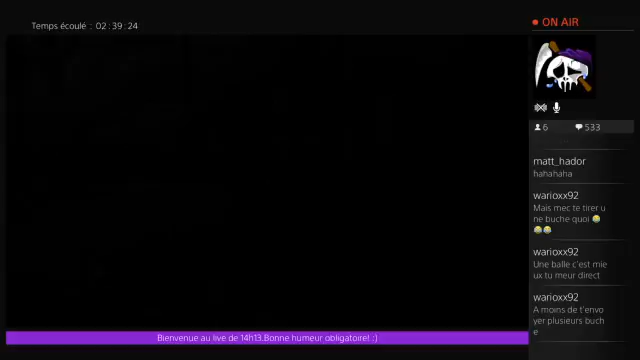 Temps écoulé : 02:39:24
ON AIR
6 533
matt_hador
hahahaha
warioxx92
Mais mec te tirer u
ne buche quoi
warioxx92
Une balle c'est mie
ux tu meur direct
warioxx92
A moins de t'envo
yer plusieurs buch
e
Bienvenue au live de 14h13.Bonne humeur obligatoire! :)